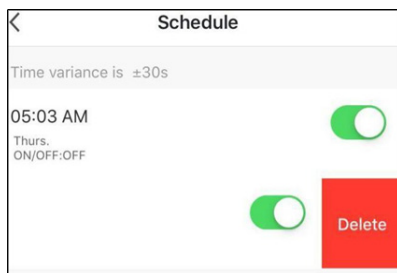 Schedule
Time variance is ±30s
05:03 AM
Thurs.
ON/OFF:OFF
Delete